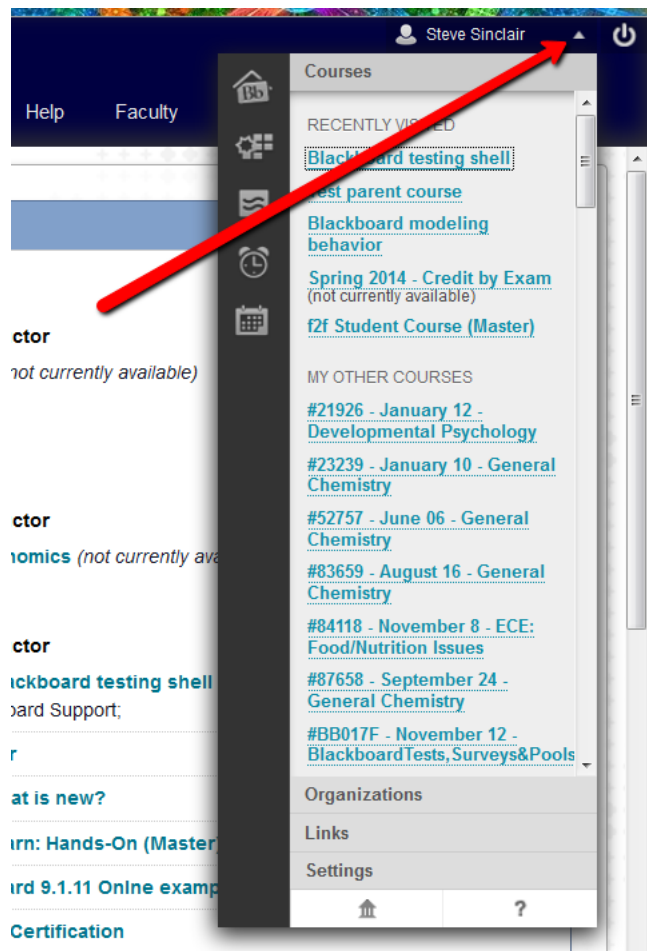 Steve Sinclair
Help Faculty
Bb
Courses
RECENTLY VISITED
Blackboard testing shell
Test parent course
Blackboard modeling
behavior
Spring 2014 - Credit by Exam
(not currently available)
f2f Student Course (Master)
MY OTHER COURSES
#21926 - January 12 -
Developmental Psychology
#23239 - January 10 - General
Chemistry
#52757 - June 06 - General
Chemistry
#83659 - August 16 - General
Chemistry
#84118 - November 8 - ECE:
Food/Nutrition Issues
#87658 - September 24 -
General Chemistry
#BB017F - November 12 -
BlackboardTests,Surveys&Pools
Organizations
Links
Settings
?
ctor
not currently available)
ctor
nomics (not currently ava
ctor
ackboard testing shell
oard Support;
r
at is new?
arn: Hands-On (Master)
ard 9.1.11 Onlne examp
Certification